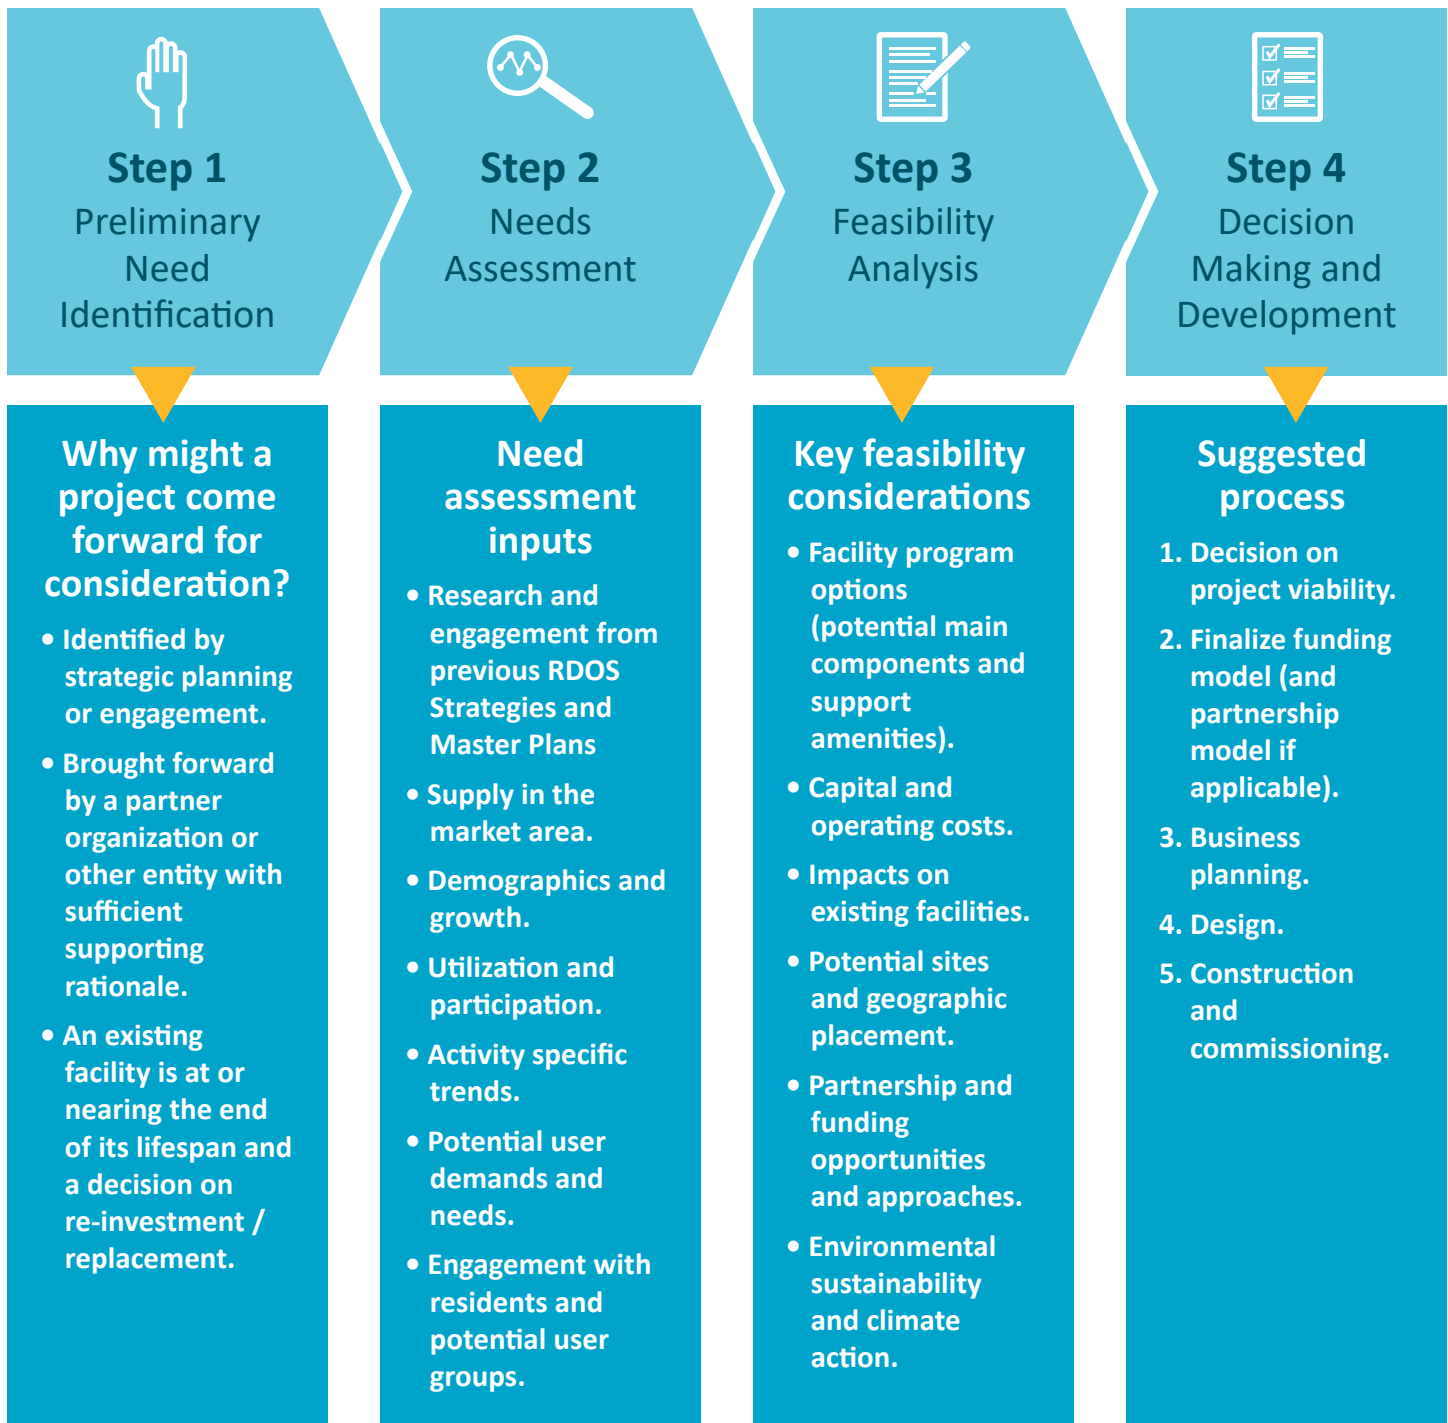 Step 1
Preliminary
Need
Identification
Why might a
project come
forward for
consideration?
• Identified by
strategic planning
or engagement.
• Brought forward
by a partner
organization or
other entity with
sufficient
supporting
rationale.
• An existing
facility is at or
nearing the end
of its lifespan and
a decision on
re-investment /
replacement.
Step 2
Needs
Assessment
Need
assessment
inputs
• Research and
engagement from
previous RDOS
Strategies and
Master Plans
• Supply in the
market area.
• Demographics and
growth.
• Utilization and
participation.
• Activity specific
trends.
• Potential user
demands and
needs.
• Engagement with
residents and
potential user
groups.
Step 3
Feasibility
Analysis
Key feasibility
considerations
• Facility program
options
(potential main
components and
support
amenities).
• Capital and
operating costs.
• Impacts on
existing facilities.
• Potential sites
and geographic
placement.
• Partnership and
funding
opportunities
and approaches.
• Environmental
sustainability
and climate
action.
Step 4
Decision
Making and
Development
Suggested
process
1. Decision on
project viability.
2. Finalize funding
model (and
partnership
model if
applicable).
3. Business
planning.
4. Design.
5. Construction
and
commissioning.